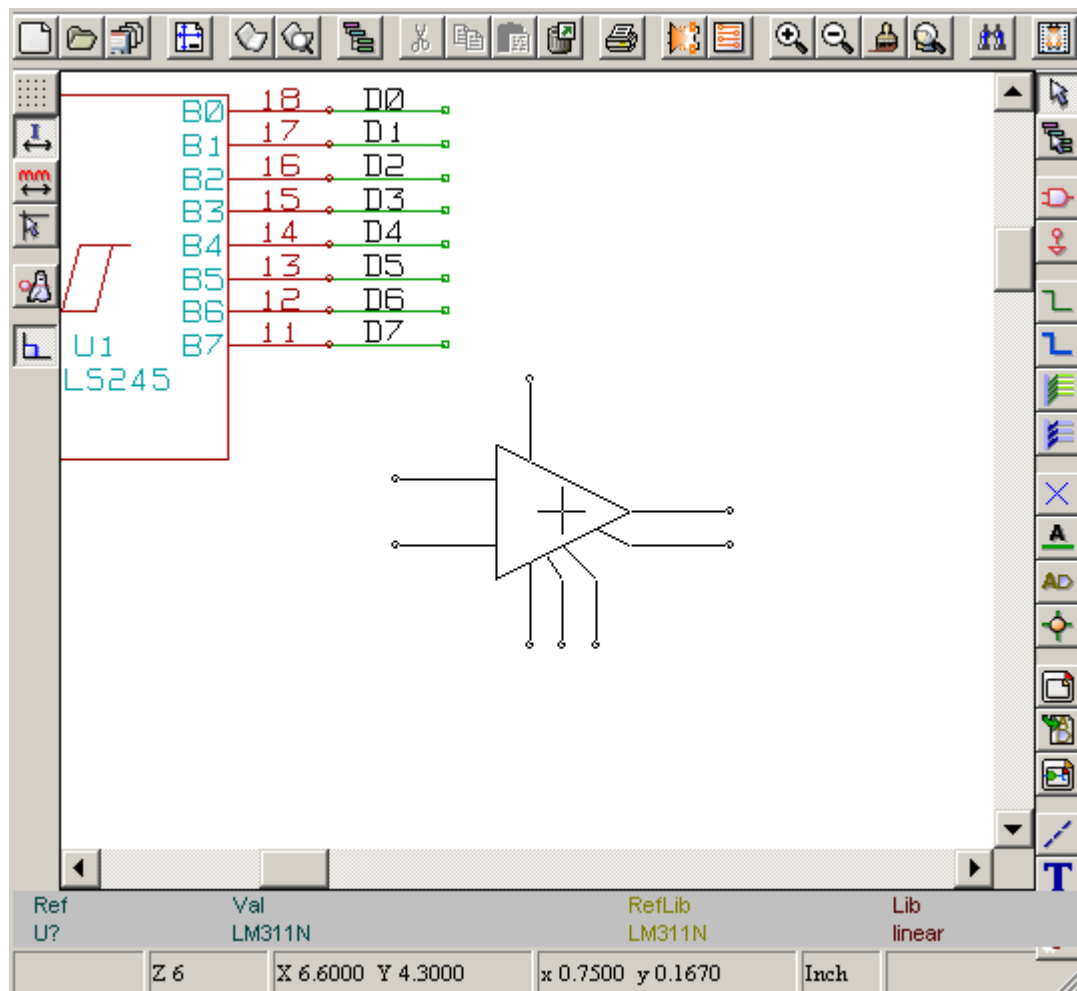 B0 18 D0
B1 17 D1
B2 16 D2
B3 15 D3
B4 14 D4
B5 13 D5
B6 12 D6
B7 11 D7
U1
LS245
I
mm
A
AD
T
Ref Val RefLib Lib
U? LM311N LM311N linear
Z 6 X 6.6000 Y 4.3000 x 0.7500 y 0.1670 Inch